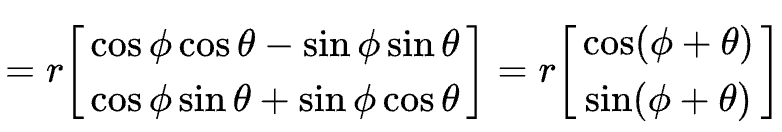 = r [ cos ϕ cos θ − sin ϕ sin θ ] = r [ cos(ϕ + θ) ]
[ cos ϕ sin θ + sin ϕ cos θ ] [ sin(ϕ + θ) ]